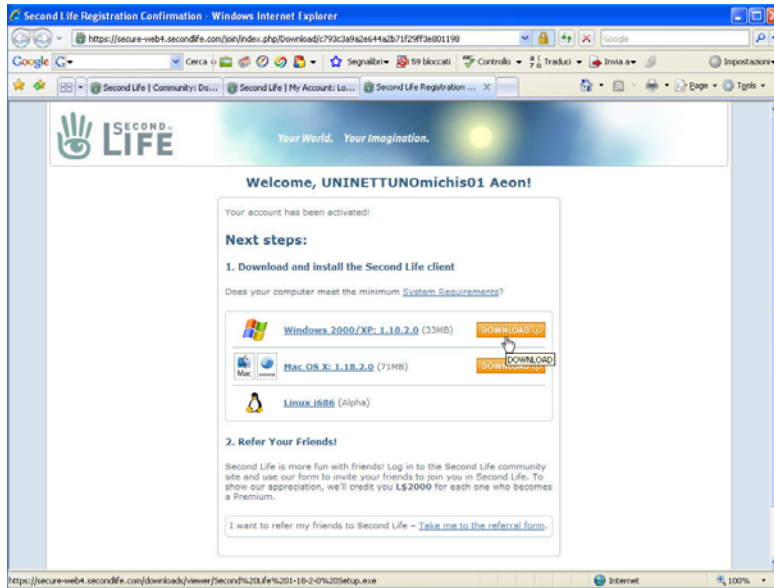 Second Life Registration Confirmation - Windows Internet Explorer
https://secure-web4.secondlife.com/join/index.php/Download/c793c3a9a2e644a2b71f29ff3e001190
Google
Google G Cerca Segnalibri 59 bloccati Controllo Traduci Invia a Impostazioni
Second Life | Community: Do... Second Life | My Account: Lo... Second Life Registration ... X Page Tools
SECOND
LIFE
Your World. Your Imagination.
Welcome, UNINETTUNOmichis01 Aeon!
Your account has been activated!
Next steps:
1. Download and install the Second Life client
Does your computer meet the minimum System Requirements?
Windows 2000/XP: 1.18.2.0 (33MB) DOWNLOAD
DOWNLOAD
Mac Universal Mac OS X: 1.18.2.0 (71MB) DOWNLOAD
Linux i686 (Alpha)
2. Refer Your Friends!
Second Life is more fun with friends! Log in to the Second Life community
site and use our form to invite your friends to join you in Second Life. To
show our appreciation, we'll credit you L$2000 for each one who becomes
a Premium.
I want to refer my friends to Second Life – Take me to the referral form.
https://secure-web4.secondlife.com/downloads/viewer/Second%20Life%201-18-2-0%20Setup.exe Internet 100%